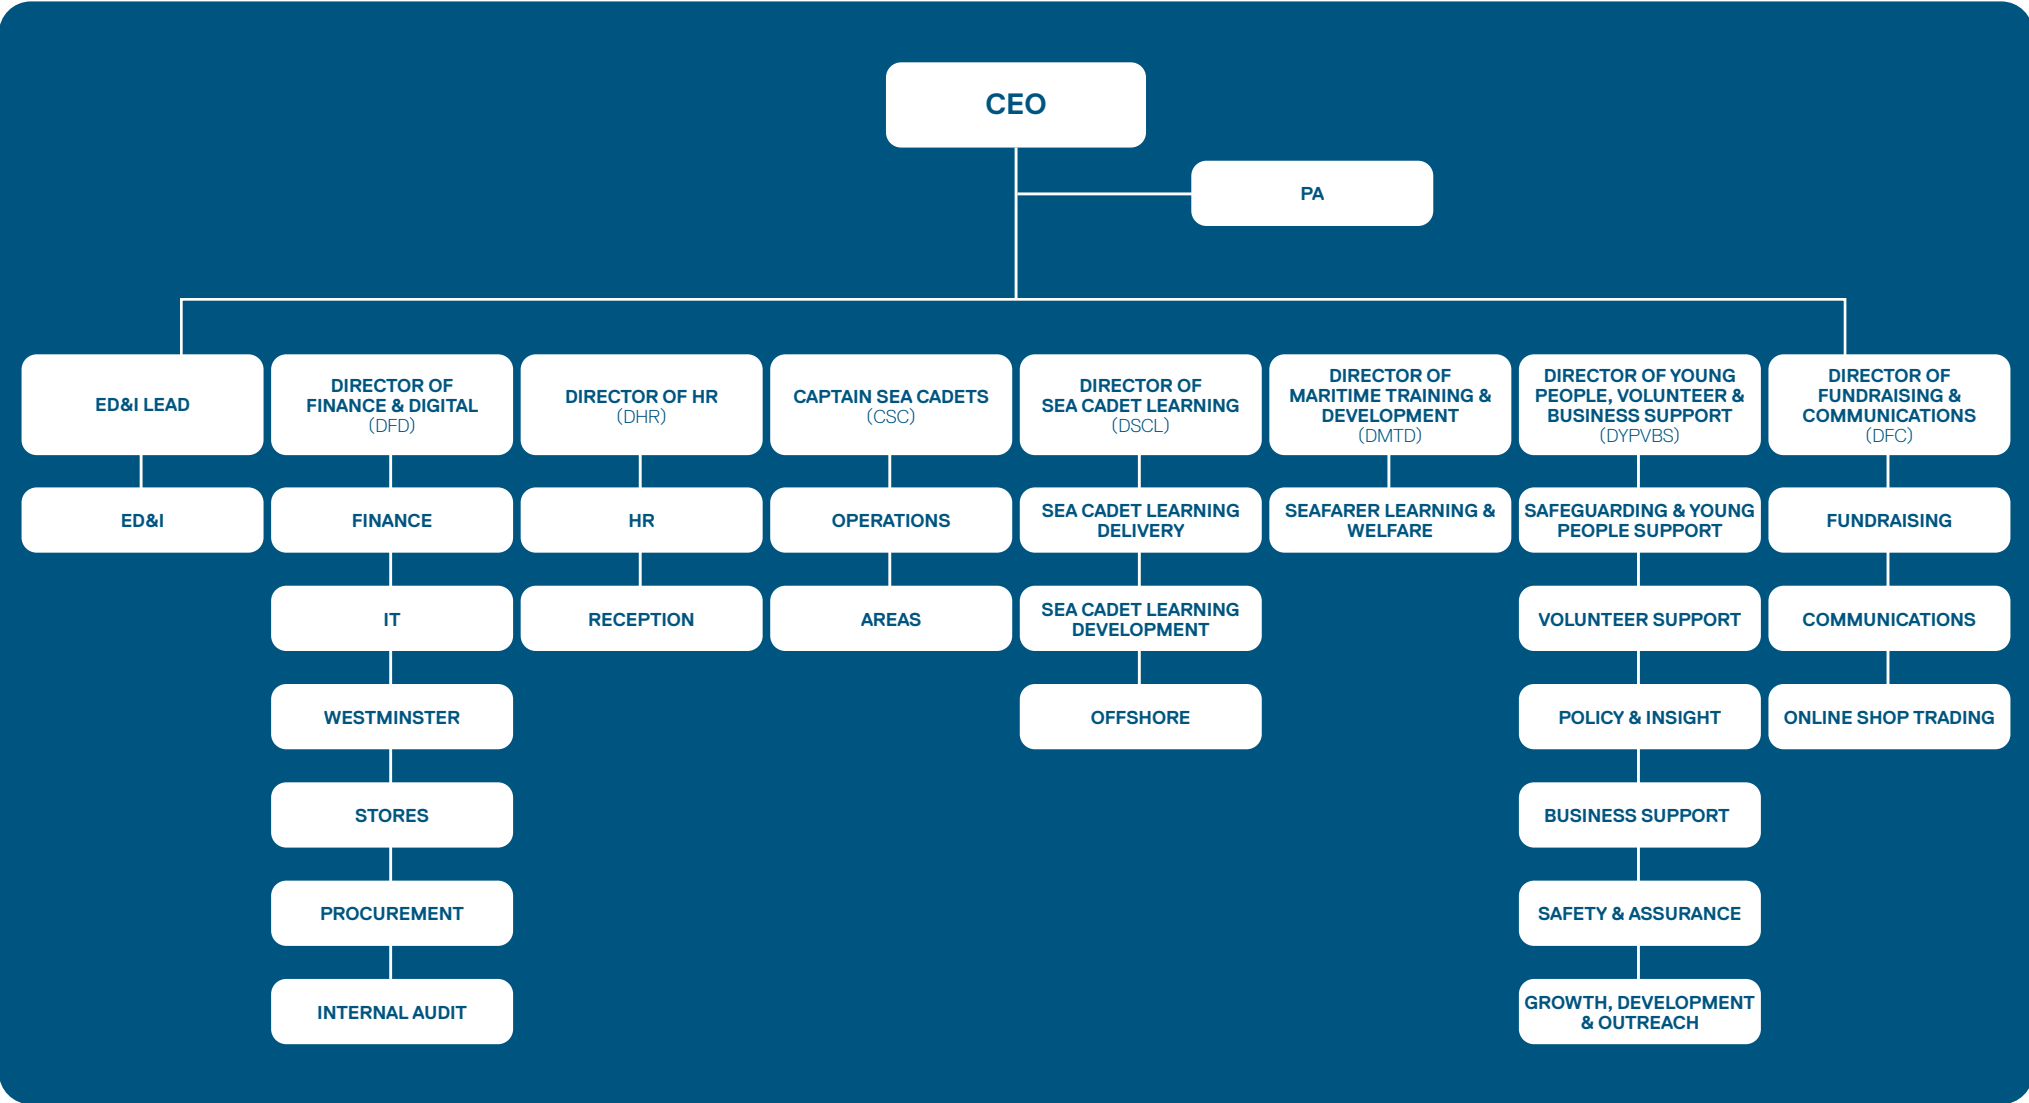 CEO
PA
ED&I LEAD
DIRECTOR OF
FINANCE & DIGITAL
(DFD)
DIRECTOR OF HR
(DHR)
CAPTAIN SEA CADETS
(CSC)
DIRECTOR OF
SEA CADET LEARNING
(DSCL)
DIRECTOR OF
MARITIME TRAINING &
DEVELOPMENT
(DMTD)
DIRECTOR OF YOUNG
PEOPLE, VOLUNTEER &
BUSINESS SUPPORT
(DYPVBS)
DIRECTOR OF
FUNDRAISING &
COMMUNICATIONS
(DFC)
ED&I
FINANCE
HR
OPERATIONS
SEA CADET LEARNING
DELIVERY
SEAFARER LEARNING &
WELFARE
SAFEGUARDING & YOUNG
PEOPLE SUPPORT
FUNDRAISING
IT
RECEPTION
AREAS
SEA CADET LEARNING
DEVELOPMENT
VOLUNTEER SUPPORT
COMMUNICATIONS
WESTMINSTER
OFFSHORE
POLICY & INSIGHT
ONLINE SHOP TRADING
STORES
BUSINESS SUPPORT
PROCUREMENT
SAFETY & ASSURANCE
INTERNAL AUDIT
GROWTH, DEVELOPMENT
& OUTREACH